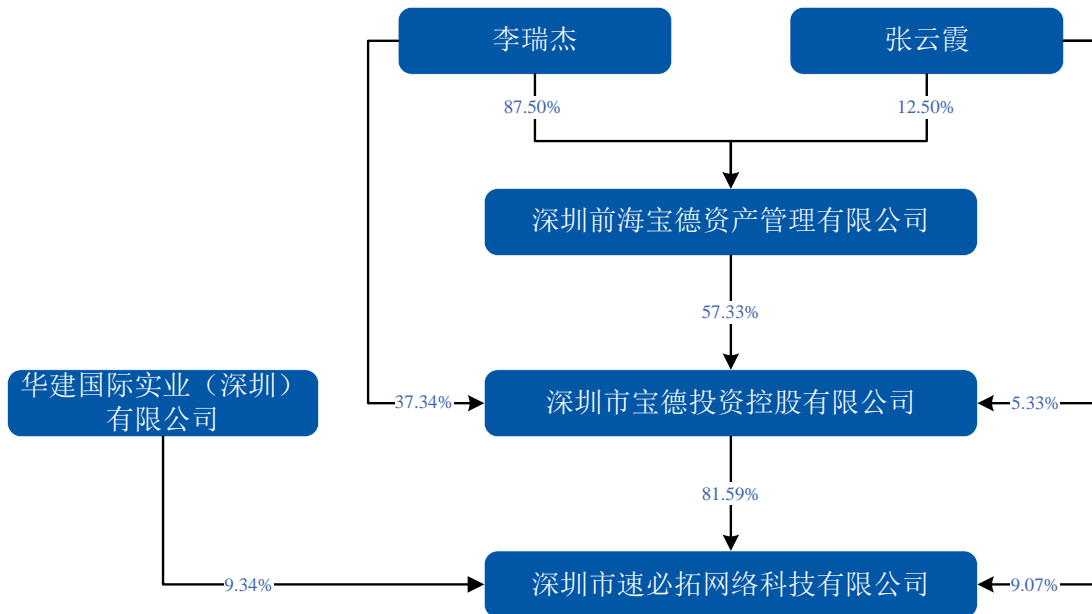 李瑞杰
张云霞
87.50%
12.50%
深圳前海宝德资产管理有限公司
57.33%
华建国际实业（深圳）
有限公司
37.34%
深圳市宝德投资控股有限公司
5.33%
81.59%
9.34%
深圳市速必拓网络科技有限公司
9.07%